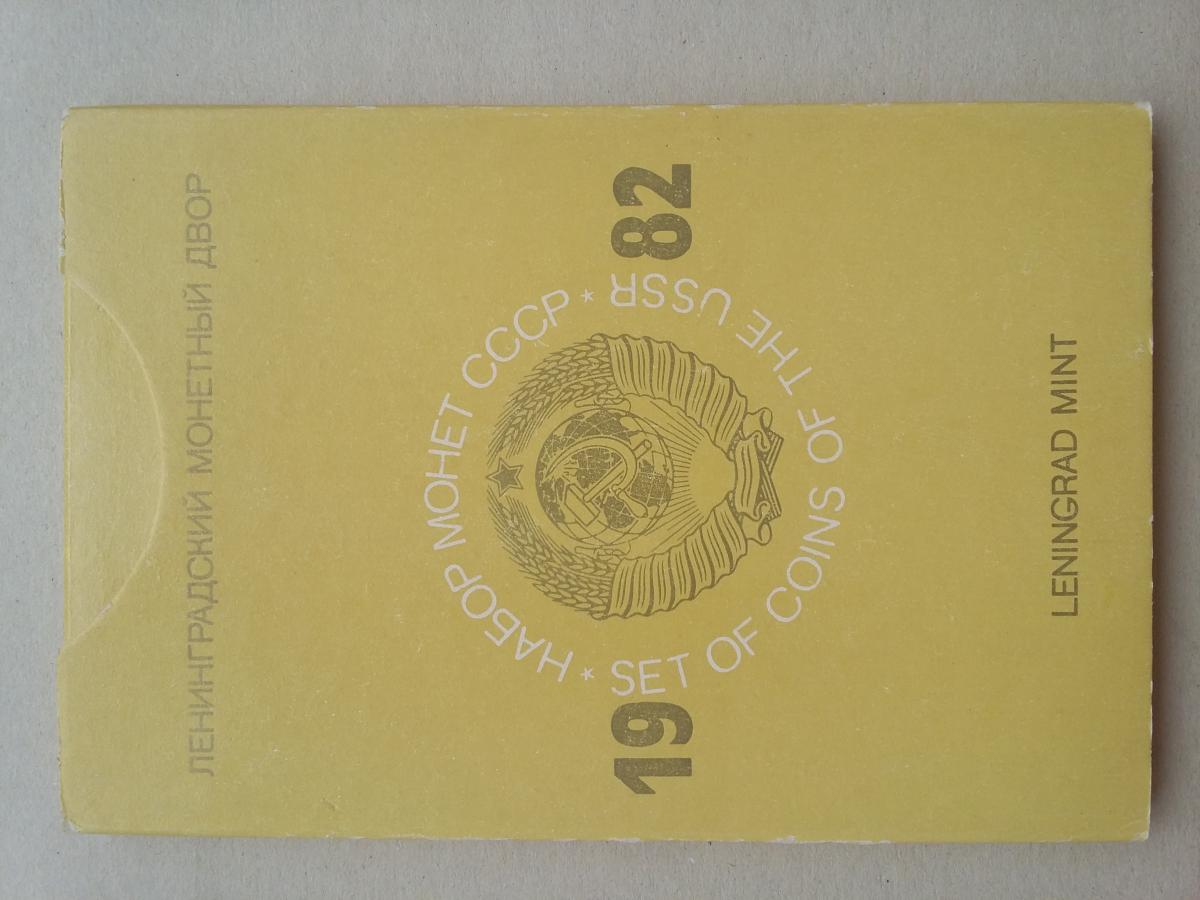 ЛЕНИНГРАДСКИЙ МОНЕТНЫЙ ДВОР
НАБОР МОНЕТ СССР
* SET OF COINS OF THE USSR *
19 82
LENINGRAD MINT